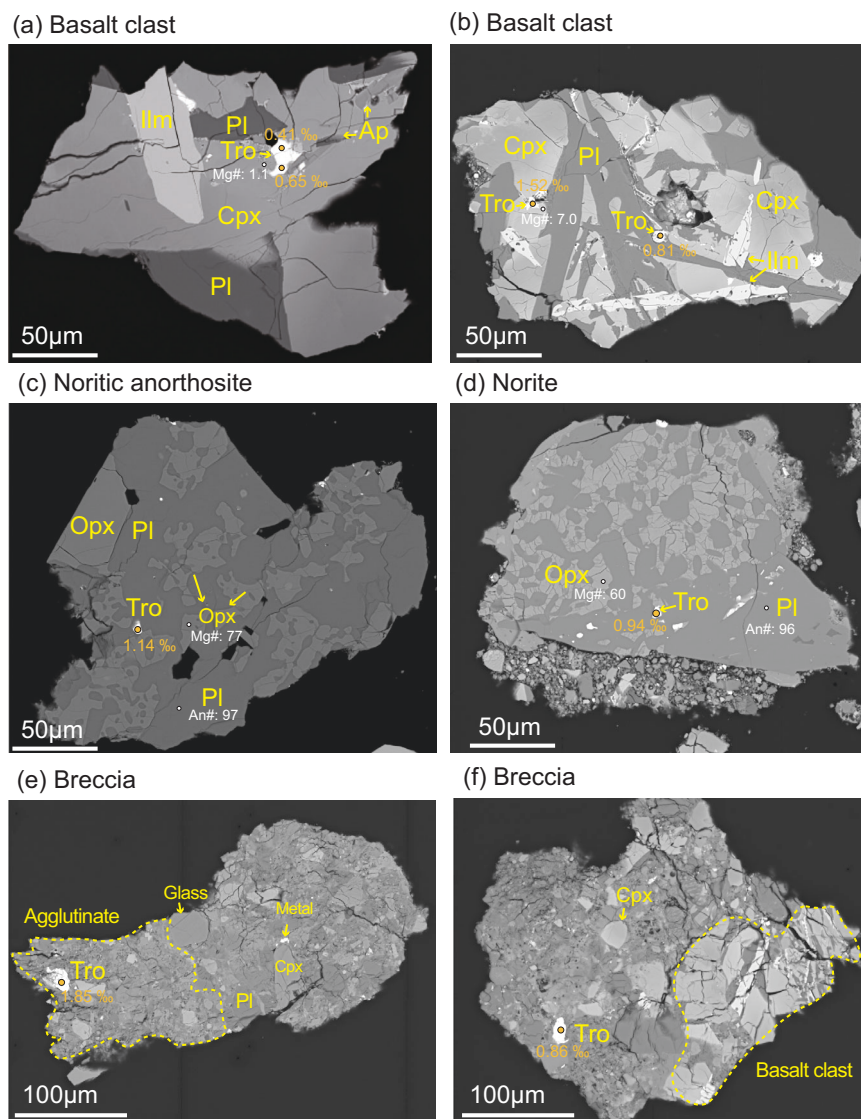 (a) Basalt clast
Ilm
Pl
0.41 ‰
Ap
Tro
Mg#: 1.1
0.65 ‰
Cpx
Pl
50μm
(b) Basalt clast
Cpx
Pl
1.52 ‰
Cpx
Tro
Mg#: 7.0
Tro
0.81 ‰
Ilm
50μm
(c) Noritic anorthosite
Opx
Pl
Tro
Opx
Mg#: 77
1.14 ‰
Pl
An#: 97
50μm
(d) Norite
Opx
Mg#: 60
Tro
Pl
0.94 ‰
An#: 96
50μm
(e) Breccia
Glass
Agglutinate
Metal
Tro
Cpx
1.85 ‰
Pl
100μm
(f) Breccia
Cpx
Tro
0.86 ‰
Basalt clast
100μm